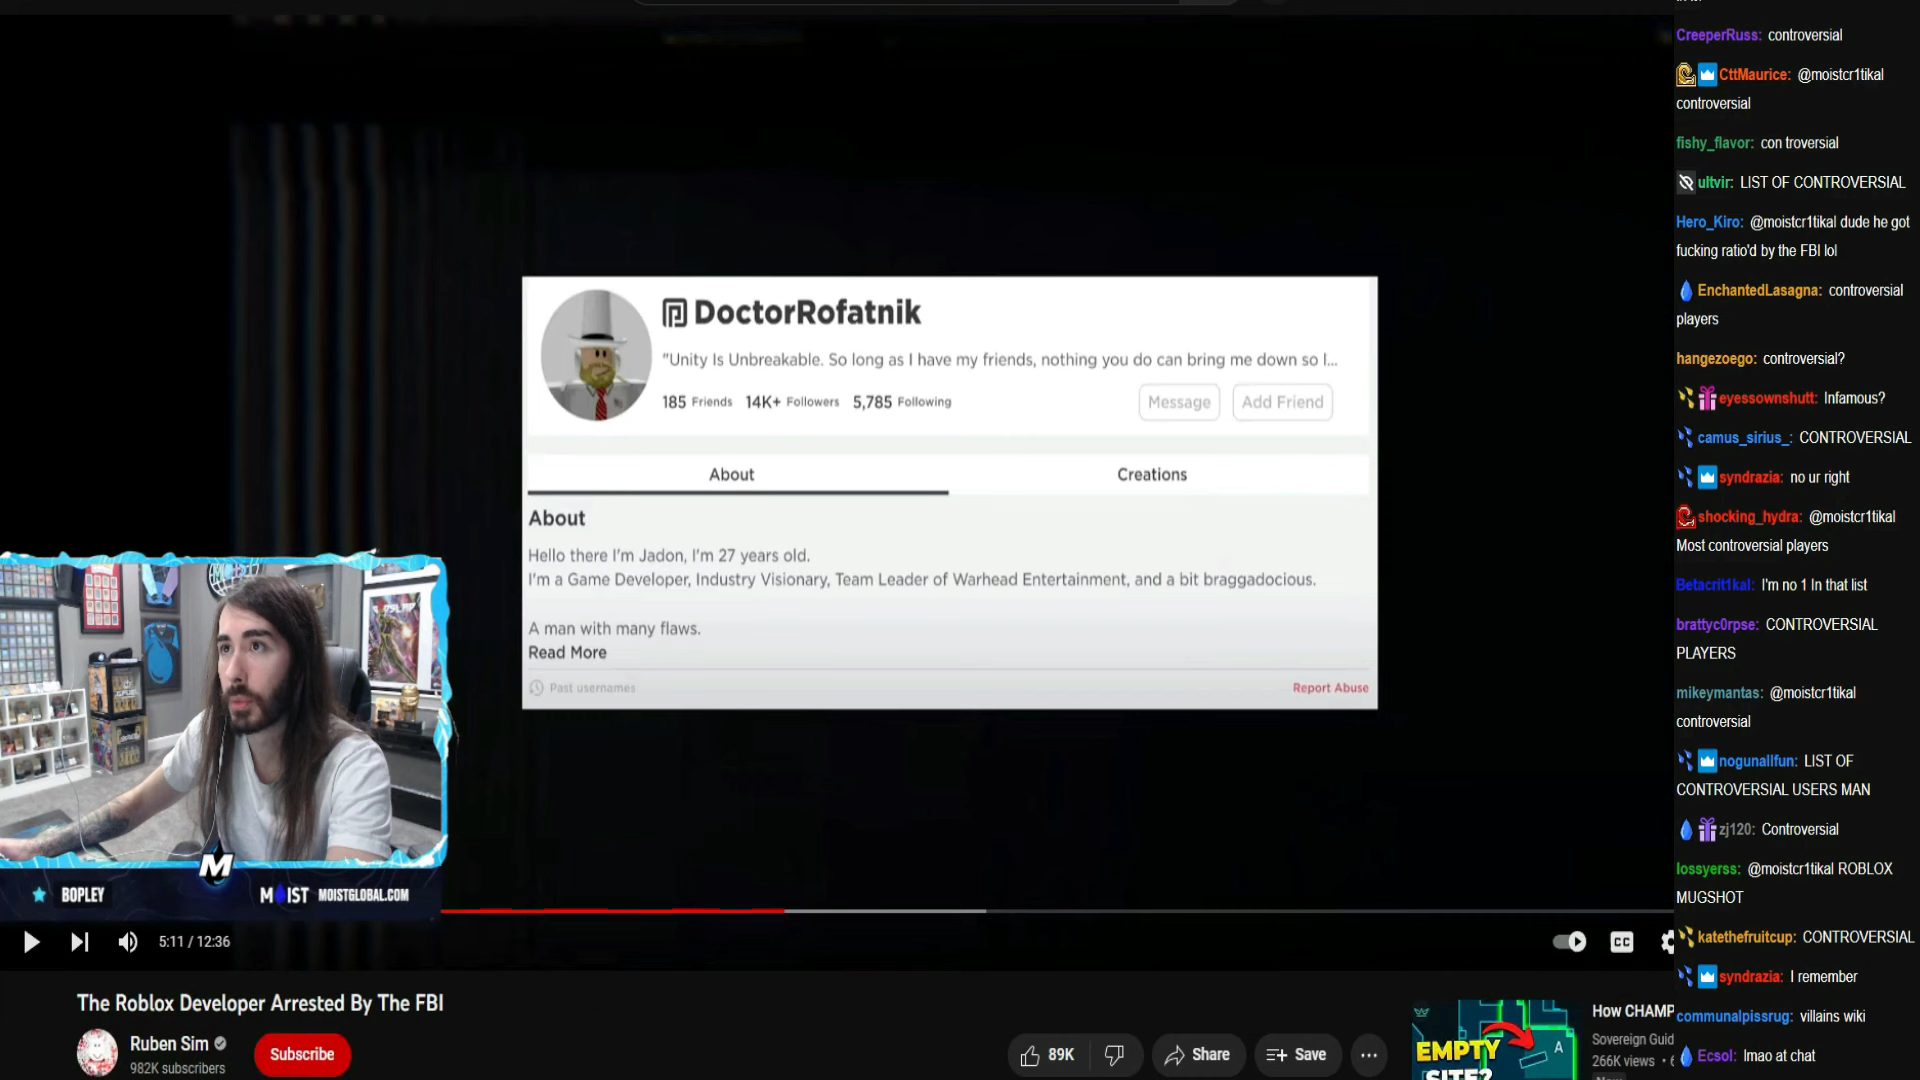 DoctorRofatnik
"Unity Is Unbreakable. So long as I have my friends, nothing you do can bring me down so l...
185 Friends 14K+ Followers 5,785 Following
Message
Add Friend
About
Creations
About
Hello there I'm Jadon, I'm 27 years old.
I'm a Game Developer, Industry Visionary, Team Leader of Warhead Entertainment, and a bit braggadocious.
A man with many flaws.
Read More
Past usernames
Report Abuse
BOPLEY
M
MOIST MOISTGLOBAL.COM
5:11 / 12:36
CC
The Roblox Developer Arrested By The FBI
Ruben Sim
982K subscribers
Subscribe
89K
Share
Save
EMPTY
SITE?
A
How CHAMP
Sovereign Guid
266K views
CreeperRuss: controversial
CttMaurice: @moistcr1tikal
controversial
fishy_flavor: con troversial
ultvir: LIST OF CONTROVERSIAL
Hero_Kiro: @moistcr1tikal dude he got
fucking ratio'd by the FBI lol
EnchantedLasagna: controversial
players
hangezoego: controversial?
eyessownshutt: Infamous?
camus_sirius_: CONTROVERSIAL
syndrazia: no ur right
shocking_hydra: @moistcr1tikal
Most controversial players
Betacrit1kal: I'm no 1 In that list
brattyc0rpse: CONTROVERSIAL
PLAYERS
mikeymantas: @moistcr1tikal
controversial
nogunallfun: LIST OF
CONTROVERSIAL USERS MAN
zj120: Controversial
lossyerss: @moistcr1tikal ROBLOX
MUGSHOT
katethefruitcup: CONTROVERSIAL
syndrazia: I remember
communalpissrug: villains wiki
Ecsol: lmao at chat